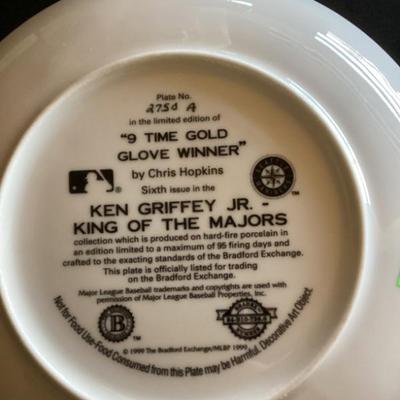 Plate No.
2750 A
in the limited edition of
"9 TIME GOLD
GLOVE WINNER"
by Chris Hopkins
Sixth issue in the
KEN GRIFFEY JR. -
KING OF THE MAJORS
collection which is produced on hard-fire porcelain in
an edition limited to a maximum of 95 firing days and
crafted to the exacting standards of the Bradford Exchange.
This plate is officially listed for trading
on the Bradford Exchange.
Major League Baseball trademarks and copyrights are used with
permission of Major League Baseball Properties, Inc.
B
TM
© 1999 The Bradford Exchange/MLBP 1999
Not for Food Use-Food Consumed from this Plate may be Harmful. Decorative Art Object.